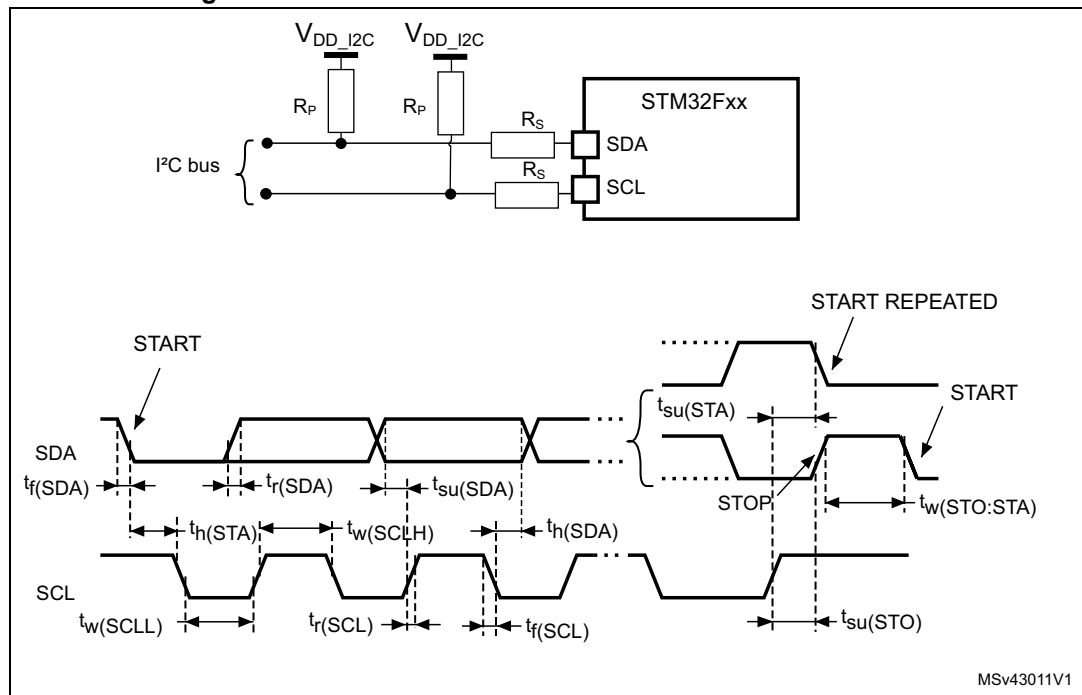 VDD_I2C VDD_I2C
STM32Fxx
RP RP RS
SDA
I²C bus
RS
SCL
START REPEATED
START
START
tsu(STA)
SDA
tf(SDA) tr(SDA) tsu(SDA)
STOP
tw(STO:STA)
th(STA) tw(SCLH) th(SDA)
SCL
tw(SCLL) tr(SCL) tf(SCL) tsu(STO)
MSv43011V1